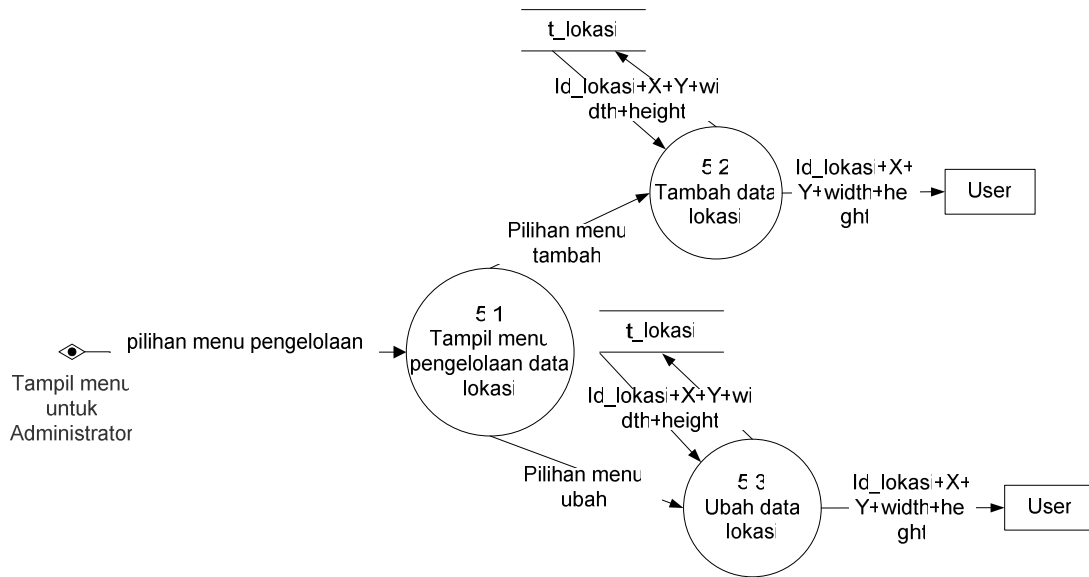 t_lokasi
Id_lokasi+X+Y+wi
dth+height
5.2
Tambah data
lokasi
Id_lokasi+X+
Y+width+he
ght
User
Pilihan menu
tambah
5.1
Tampil menu
pengelolaan data
lokasi
pilihan menu pengelolaan
Tampil menu
untuk
Administrator
t_lokasi
Id_lokasi+X+Y+wi
dth+height
Pilihan menu
ubah
5.3
Ubah data
lokasi
Id_lokasi+X+
Y+width+he
ght
User